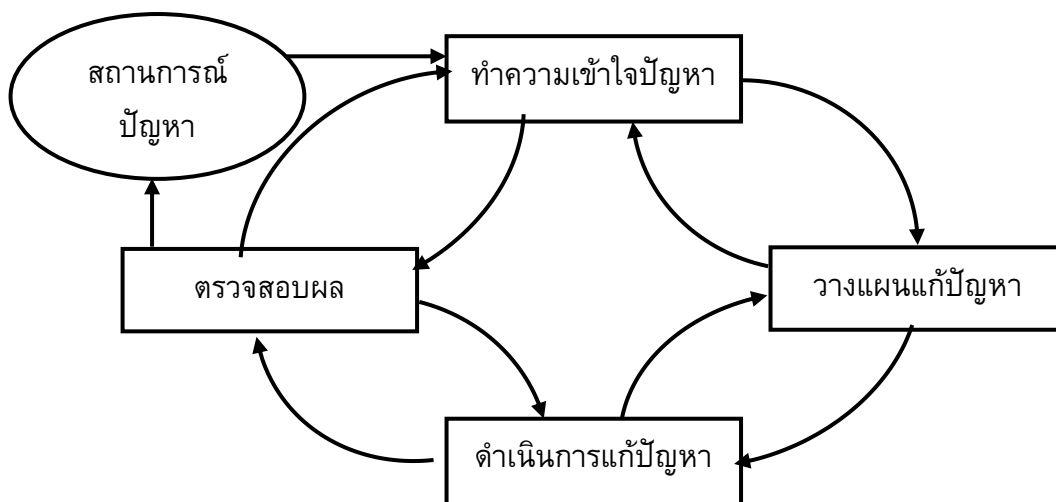 สถานการณ์
ปัญหา
ทำความเข้าใจปัญหา
ตรวจสอบผล
วางแผนแก้ปัญหา
ดำเนินการแก้ปัญหา